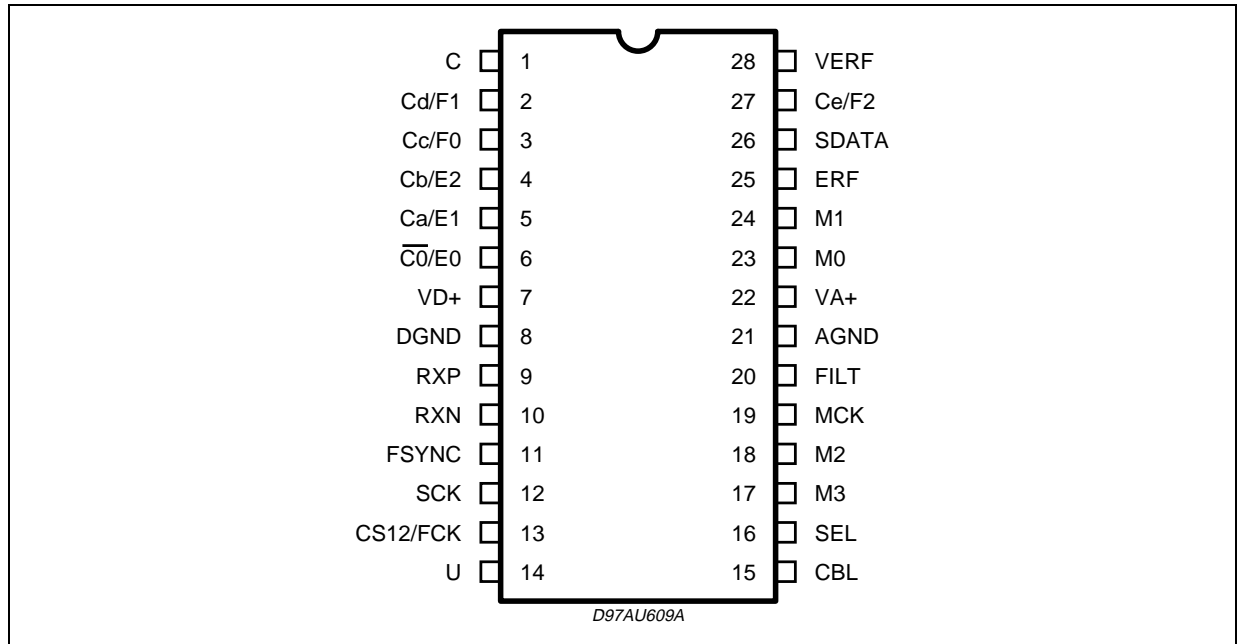 C 1 28 VERF
Cd/F1 2 27 Ce/F2
Cc/F0 3 26 SDATA
Cb/E2 4 25 ERF
Ca/E1 5 24 M1
C̅0̅/E0 6 23 M0
VD+ 7 22 VA+
DGND 8 21 AGND
RXP 9 20 FILT
RXN 10 19 MCK
FSYNC 11 18 M2
SCK 12 17 M3
CS12/FCK 13 16 SEL
U 14 15 CBL
D97AU609A